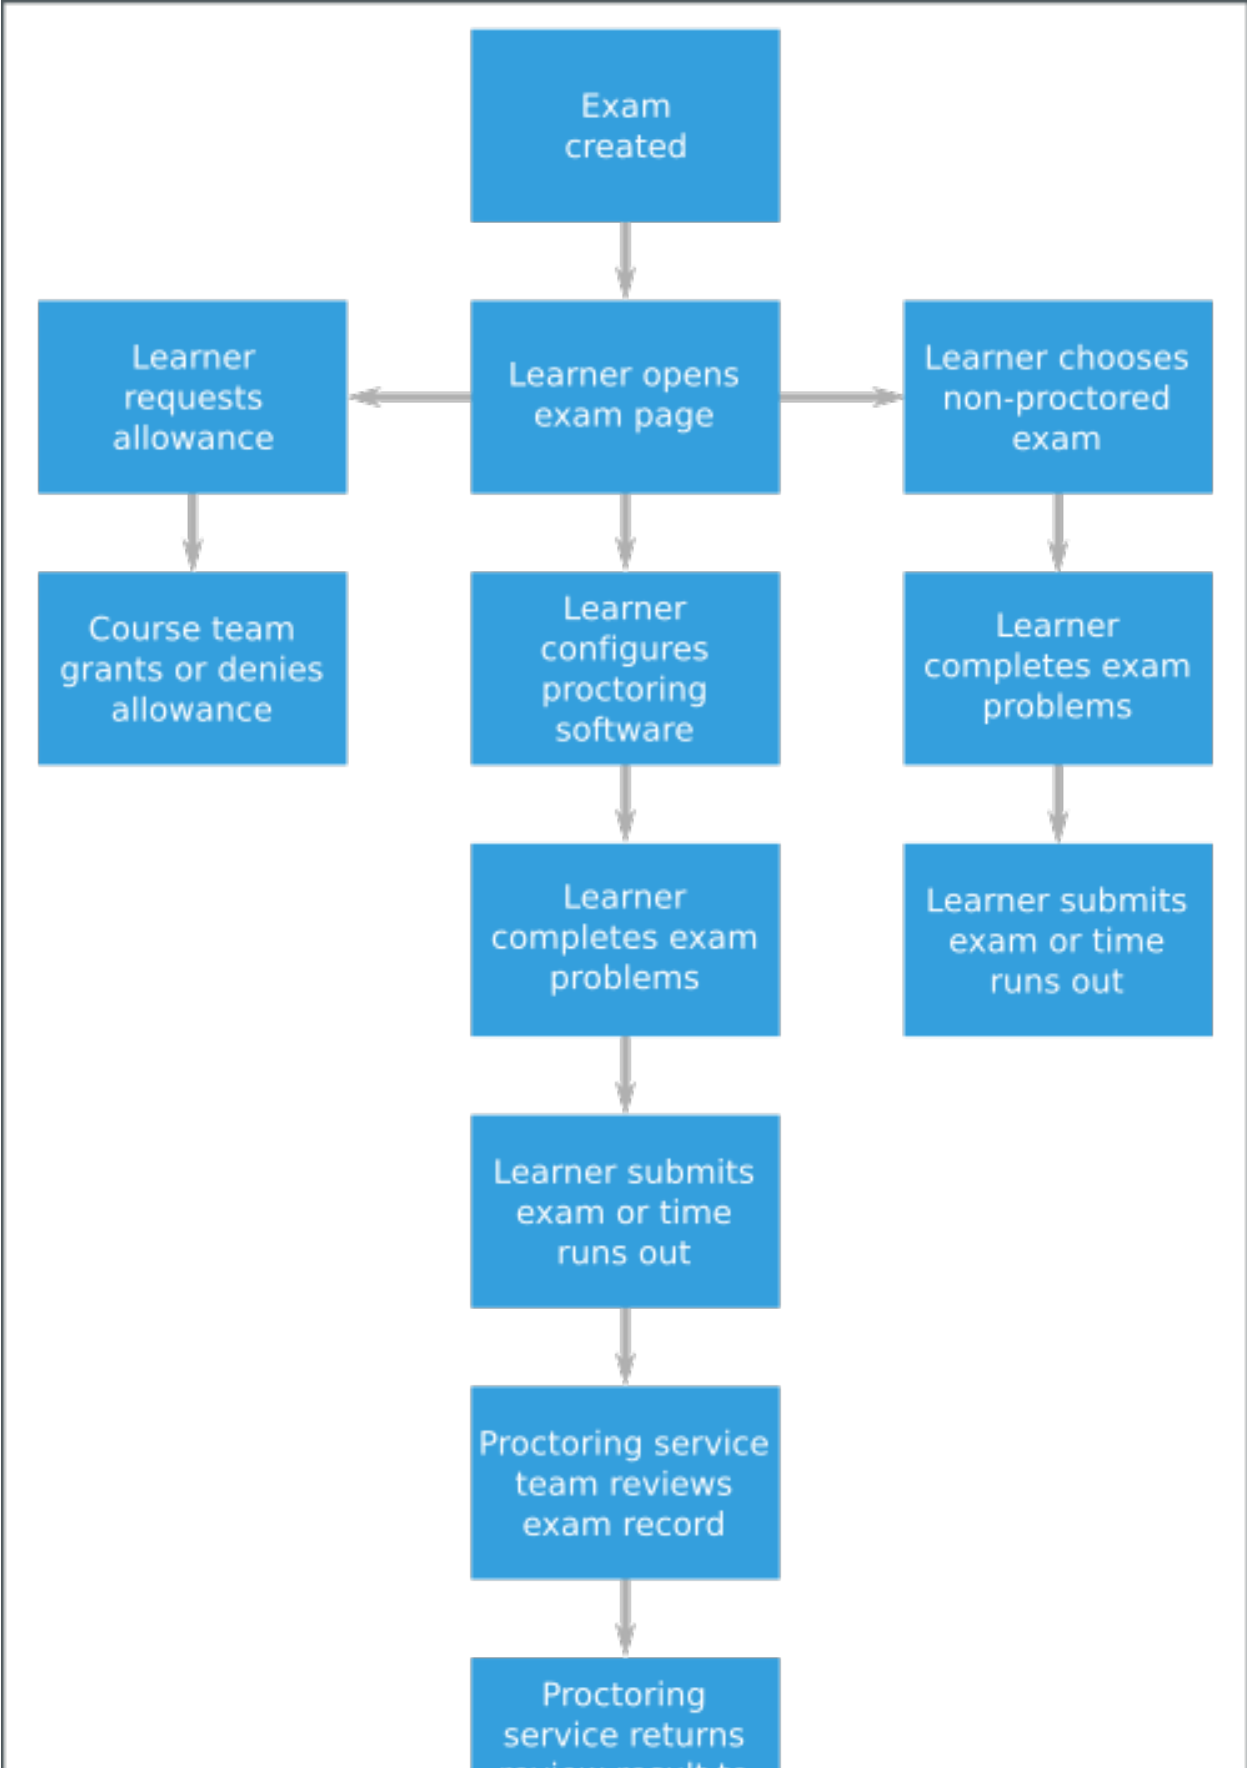 Exam
created
Learner
requests
allowance
Learner opens
exam page
Learner chooses
non-proctored
exam
Course team
grants or denies
allowance
Learner
configures
proctoring
software
Learner
completes exam
problems
Learner
completes exam
problems
Learner submits
exam or time
runs out
Learner submits
exam or time
runs out
Proctoring service
team reviews
exam record
Proctoring
service returns